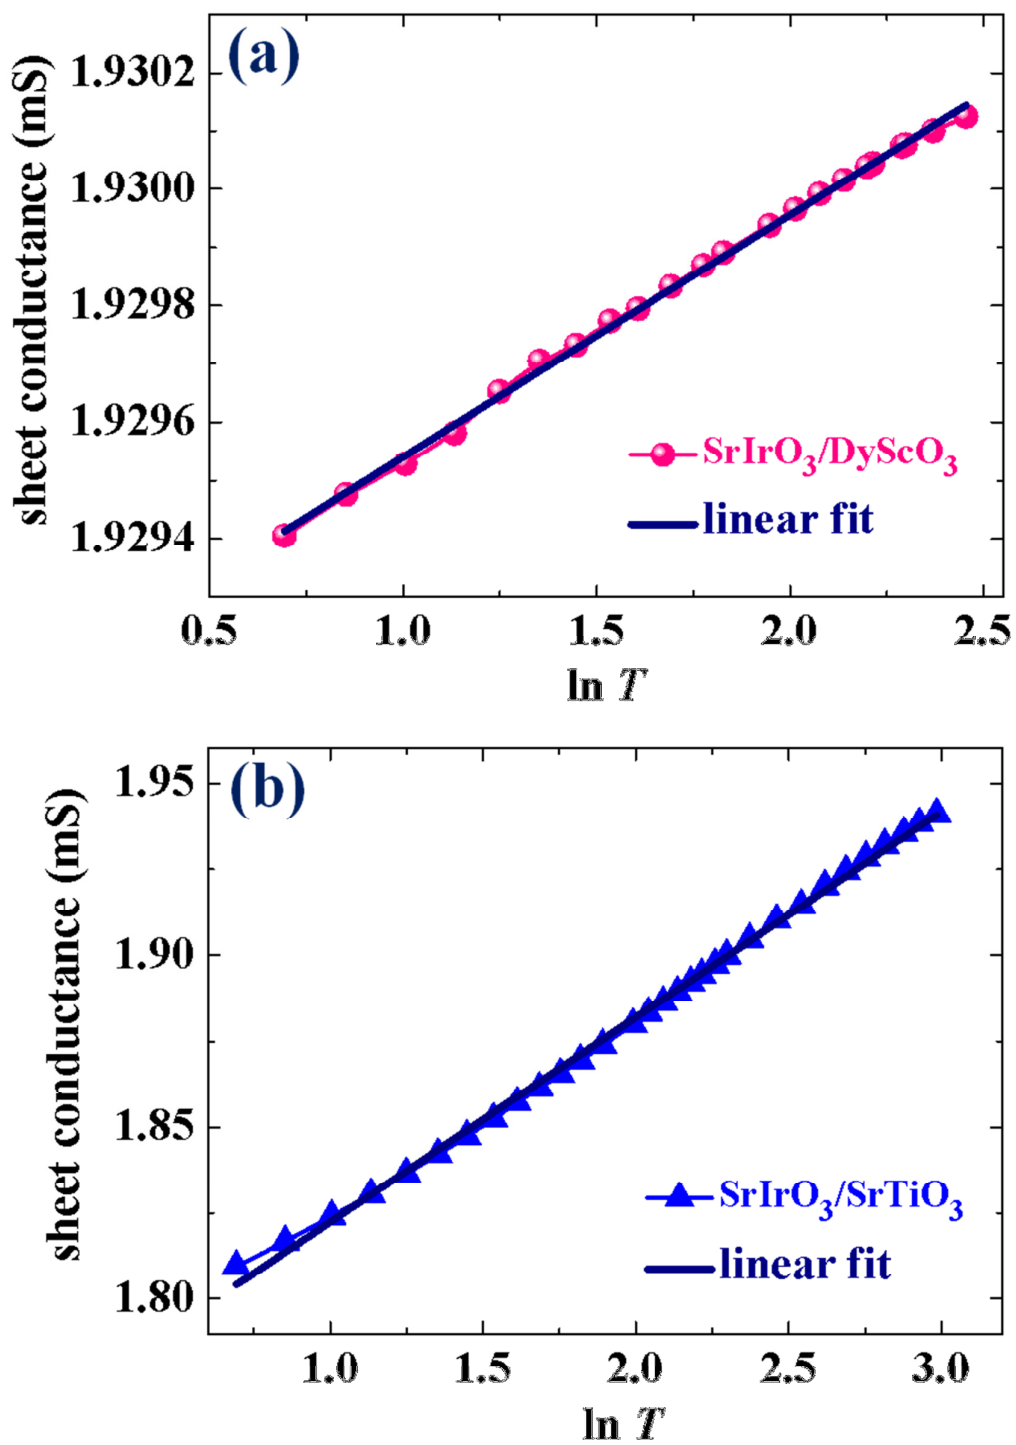 (a)
sheet conductance (mS)
1.9302
1.9300
1.9298
1.9296
1.9294
SrIrO₃/DyScO₃
linear fit
0.5 1.0 1.5 2.0 2.5
ln T
(b)
sheet conductance (mS)
1.95
1.90
1.85
1.80
SrIrO₃/SrTiO₃
linear fit
1.0 1.5 2.0 2.5 3.0
ln T